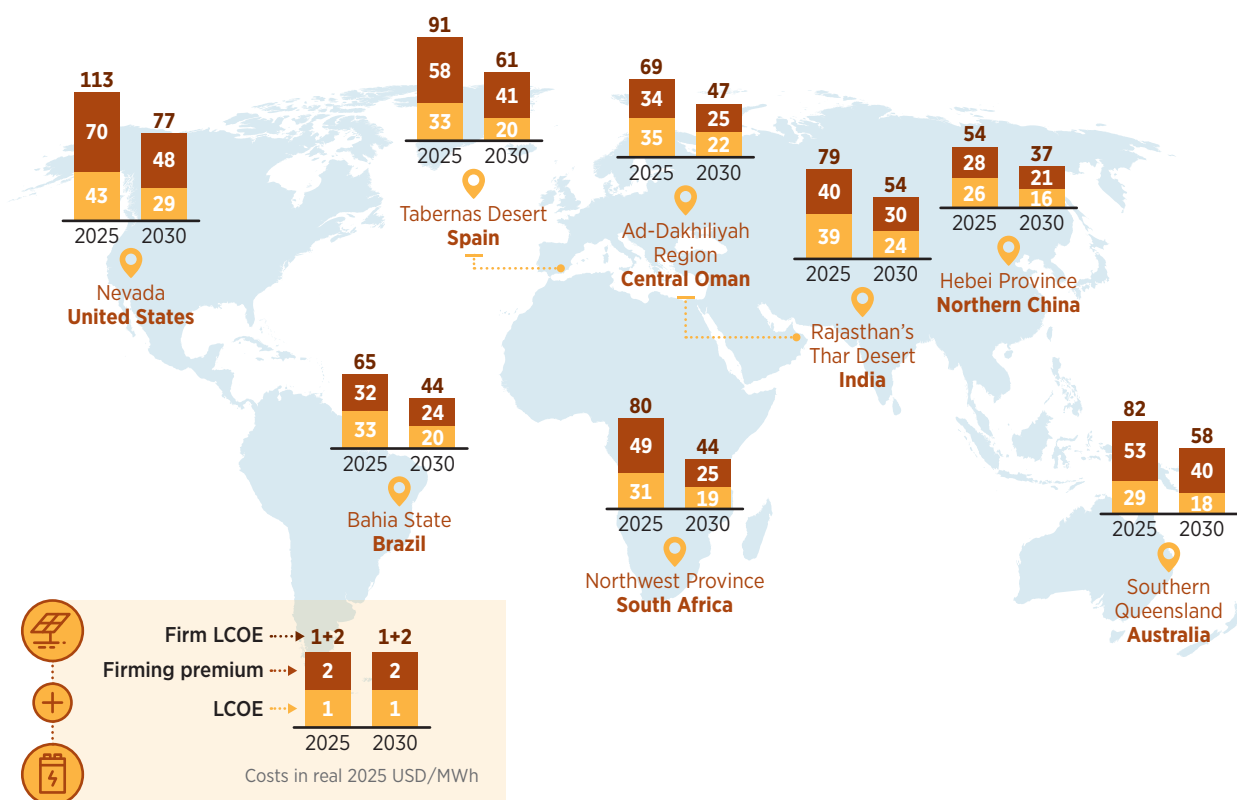 113
70
43
2025
77
48
29
2030
Nevada
United States
91
58
33
2025
61
41
20
2030
Tabernas Desert
Spain
69
34
35
2025
47
25
22
2030
Ad-Dakhiliyah
Region
Central Oman
79
40
39
2025
54
30
24
2030
Rajasthan's
Thar Desert
India
54
28
26
2025
37
21
16
2030
Hebei Province
Northern China
65
32
33
2025
44
24
20
2030
Bahia State
Brazil
80
49
31
2025
44
25
19
2030
Northwest Province
South Africa
82
53
29
2025
58
40
18
2030
Southern
Queensland
Australia
Firm LCOE 1+2 1+2
Firming premium 2 2
LCOE 1 1
2025 2030
Costs in real 2025 USD/MWh